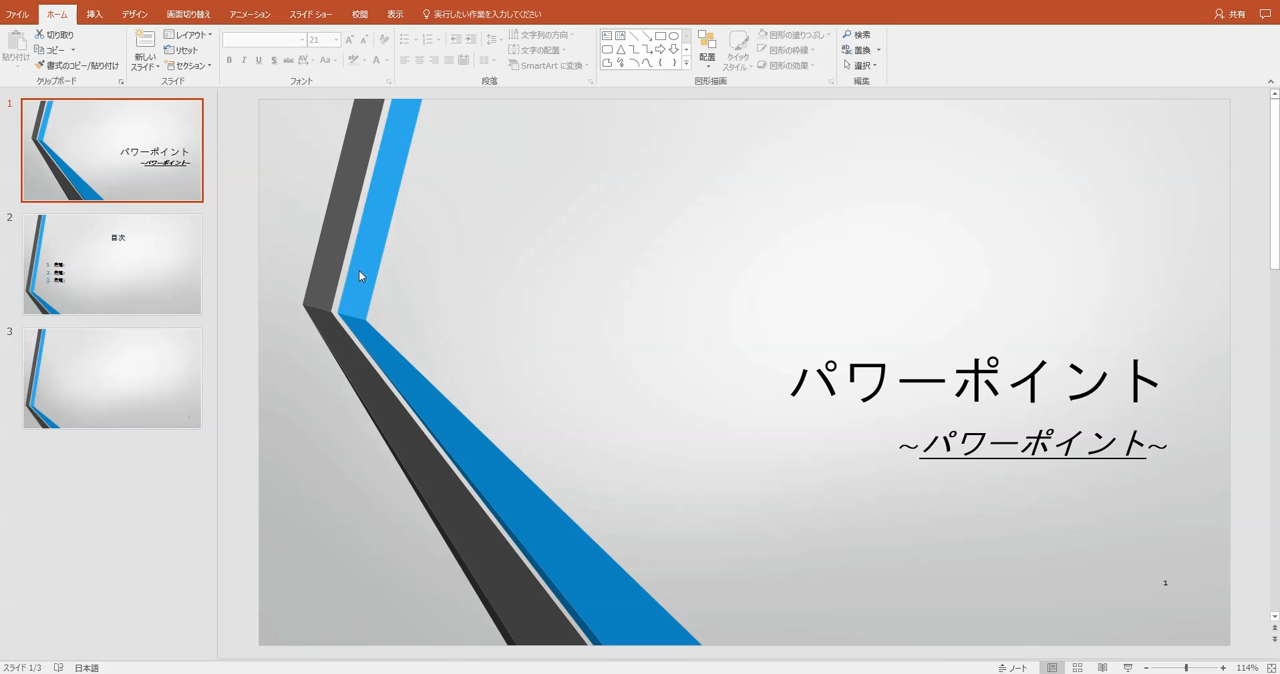 ファイル ホーム 挿入 デザイン 画面切り替え アニメーション スライド ショー 校閲 表示 実行したい作業を入力してください 共有
貼り付け 切り取り コピー 書式のコピー/貼り付け クリップボード
新しいスライド レイアウト リセット セクション スライド
21
B I U S abc AV Aa A フォント
文字列の方向 文字の配置 SmartArt に変換 段落
配置 クイックスタイル 図形の塗りつぶし 図形の枠線 図形の効果 図形描画
検索 置換 選択 編集
1
パワーポイント
~パワーポイント~
2
目次
3
パワーポイント
~パワーポイント~
1
スライド 1/3 日本語 ノート 114%